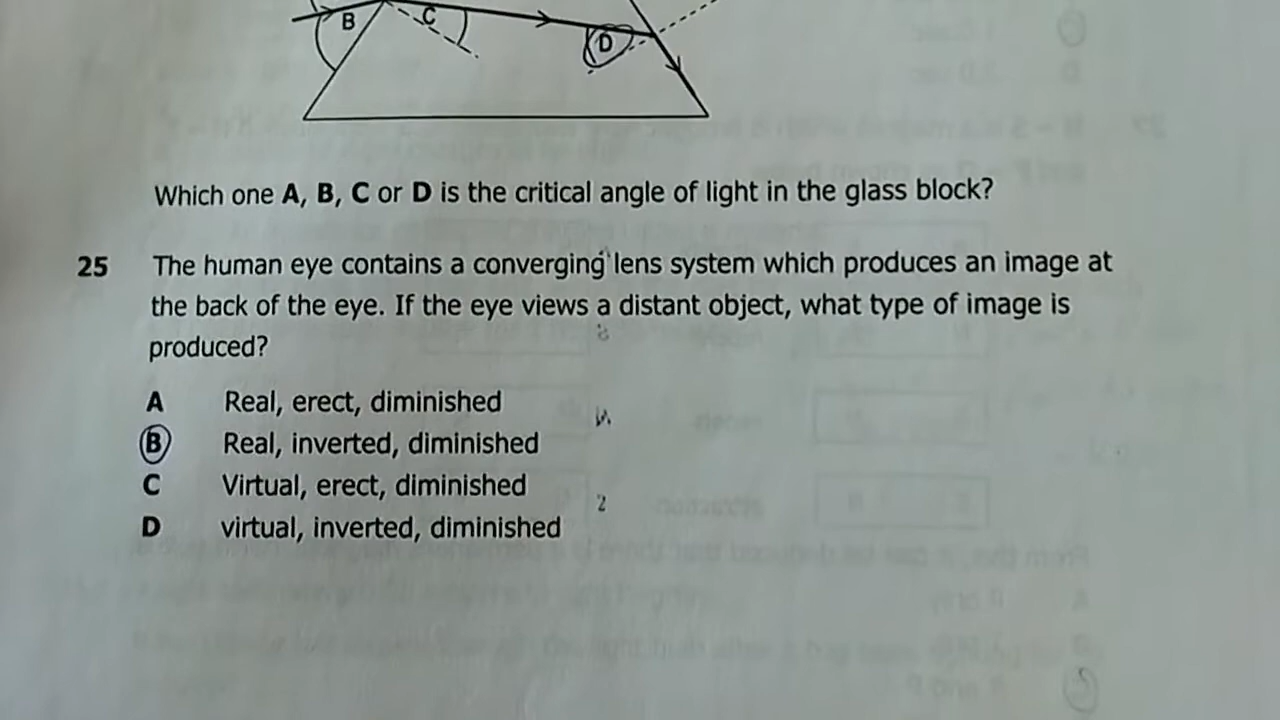 B
C
D
Which one A, B, C or D is the critical angle of light in the glass block?
25 The human eye contains a converging lens system which produces an image at
the back of the eye. If the eye views a distant object, what type of image is
produced?
A Real, erect, diminished
B Real, inverted, diminished
C Virtual, erect, diminished
D virtual, inverted, diminished